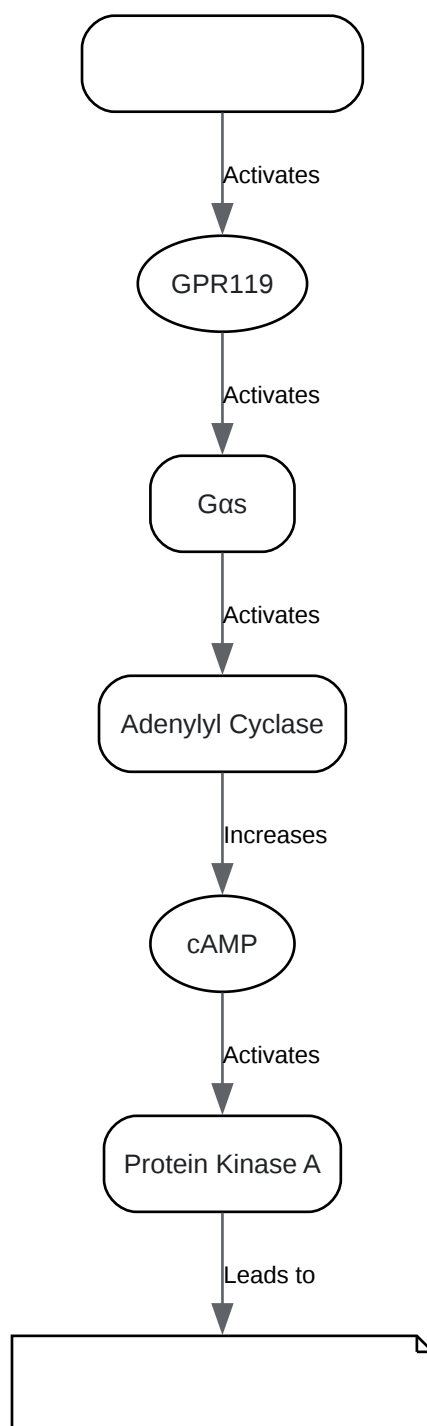 Activates
GPR119
Activates
Gαs
Activates
Adenylyl Cyclase
Increases
cAMP
Activates
Protein Kinase A
Leads to